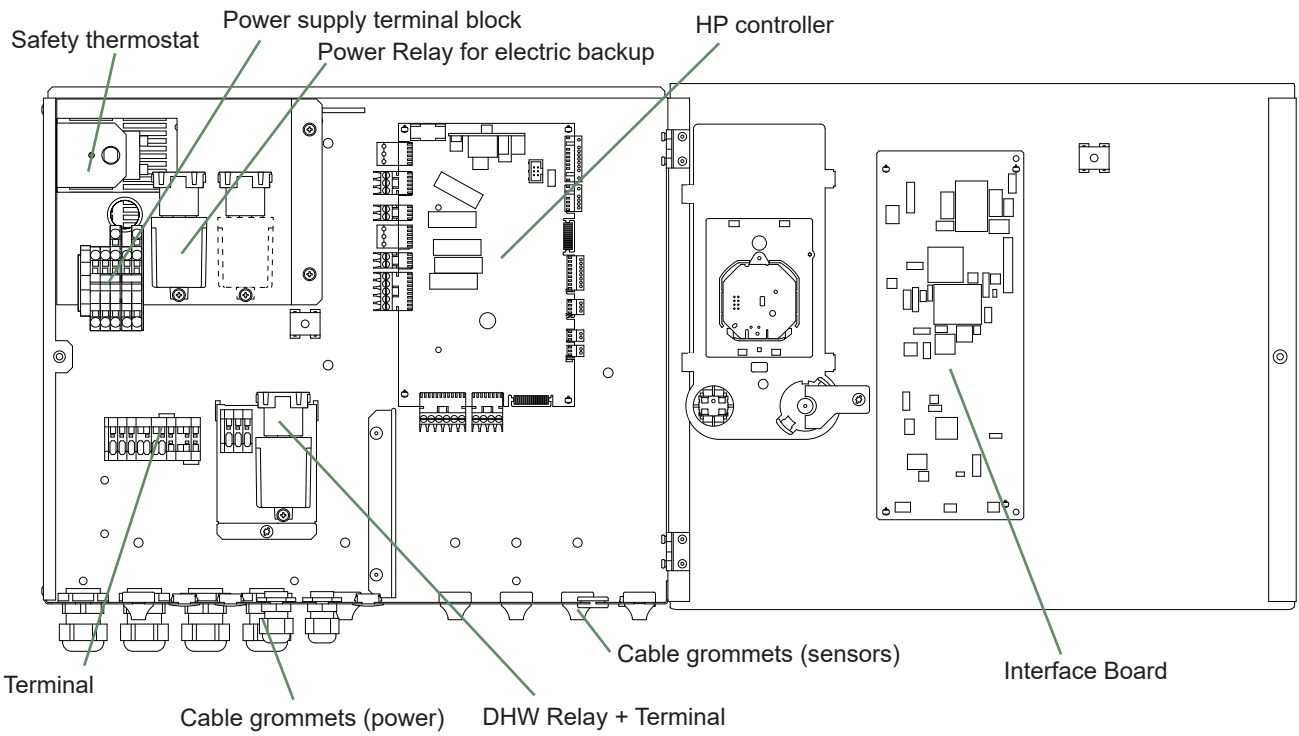 Power supply terminal block
HP controller
Safety thermostat
Power Relay for electric backup
Cable grommets (sensors)
Interface Board
Terminal
Cable grommets (power)
DHW Relay + Terminal